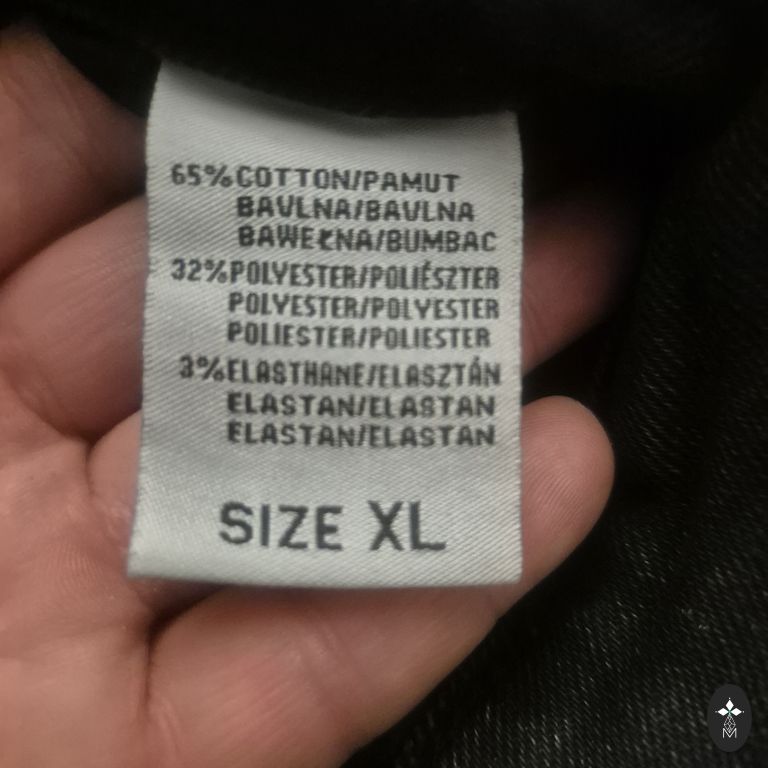 65%COTTON/PAMUT
BAVLNA/BAVLNA
BAWEŁNA/BUMBAC
32%POLYESTER/POLIÉSZTER
POLYESTER/POLYESTER
POLIESTER/POLIESTER
3%ELASTHANE/ELASZTÁN
ELASTAN/ELASTAN
ELASTAN/ELASTAN
SIZE XL
M